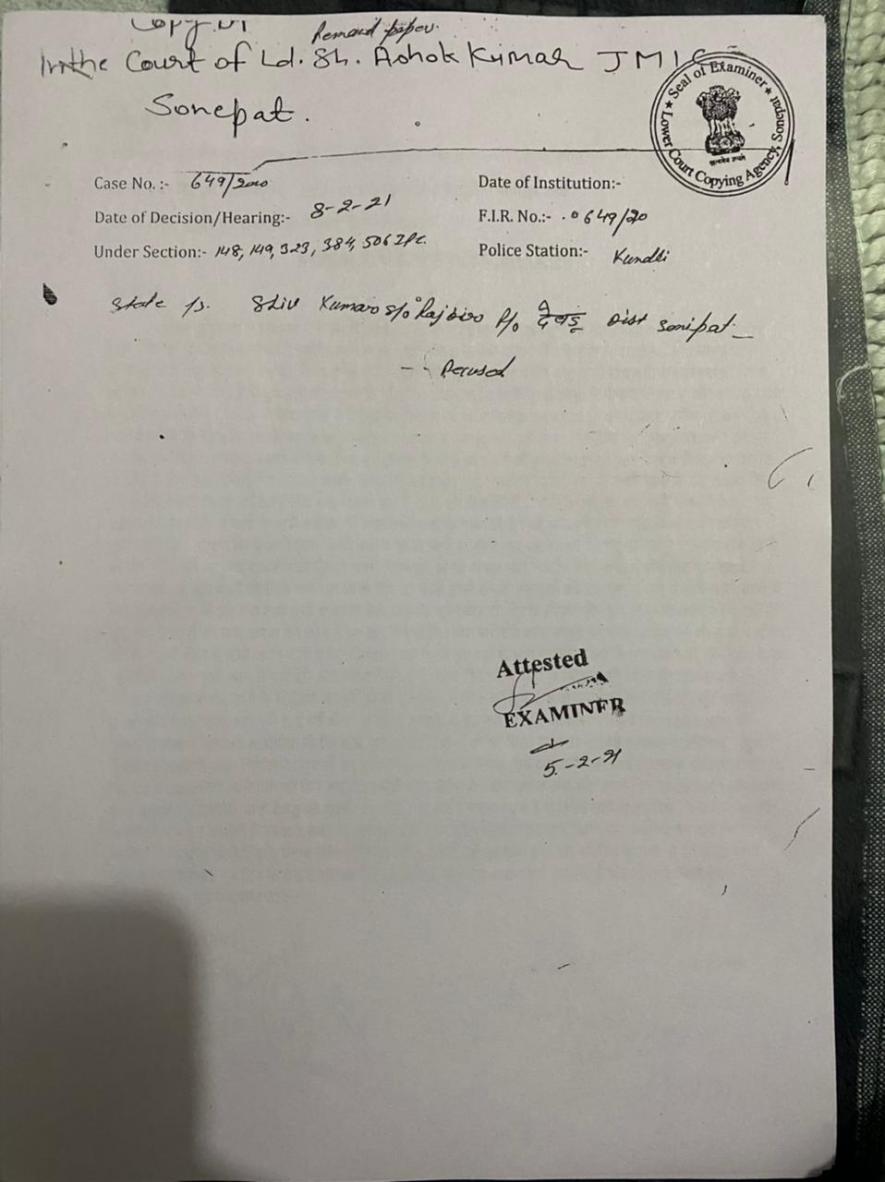 Copy of Remand papers.
In the Court of Ld. Sh. Ashok Kumar JMIC
Sonepat.
Seal of Examiner
Lower Court Copying Agency, Sonepat
Case No. :- 649/2020
Date of Institution:-
Date of Decision/Hearing:- 8-2-21
F.I.R. No.:- 0649/20
Under Section:- 148, 149, 323, 384, 506 IPC.
Police Station:- Kundli
State Vs. Shiv Kumar s/o Rajbir R/o Dist sonipat
-- Perused
Attested
EXAMINER
5-2-21